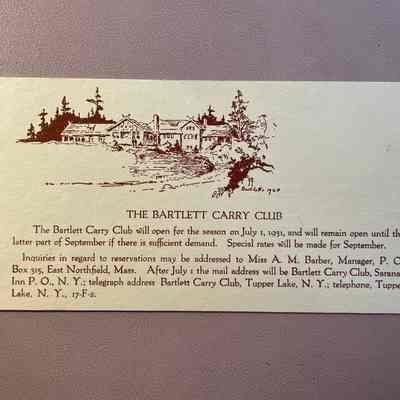 THE BARTLETT CARRY CLUB
The Bartlett Carry Club will open for the season on July 1, 1931, and will remain open until th
latter part of September if there is sufficient demand. Special rates will be made for September.
Inquiries in regard to reservations may be addressed to Miss A. M. Barber, Manager, P. O
Box 315, East Northfield, Mass. After July 1 the mail address will be Bartlett Carry Club, Sarana
Inn P. O., N. Y.; telegraph address Bartlett Carry Club, Tupper Lake, N. Y.; telephone, Tuppe
Lake, N. Y., 17-F-2.